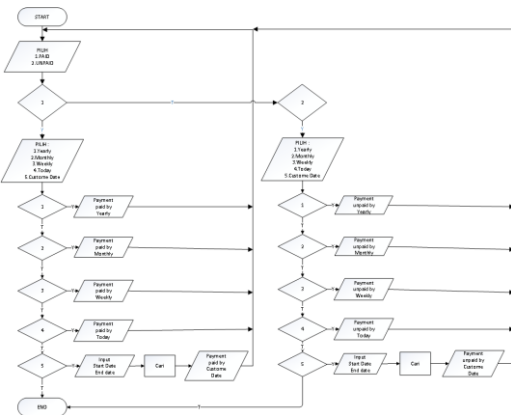 START
PILIH
1.PAID
2.UNPAID
1
2
PILIH :
1.Yearly
2.Monthly
3.Weekly
4.Today
5.Custome Date
1
Y
Payment
paid by
Yearly
2
Y
Payment
paid by
Monthly
3
Y
Payment
paid by
Weekly
4
Y
Payment
paid by
Today
5
Y
Input
Start Date
End Date
Cari
Payment
paid by
Custome
Date
END
PILIH :
1.Yearly
2.Monthly
3.Weekly
4.Today
5.Custome Date
1
Y
Payment
unpaid by
Yearly
2
Y
Payment
unpaid by
Monthly
3
Y
Payment
unpaid by
Weekly
4
Y
Payment
unpaid by
Today
5
Y
Input
Start Date
End date
Cari
Payment
unpaid by
Custome
Date